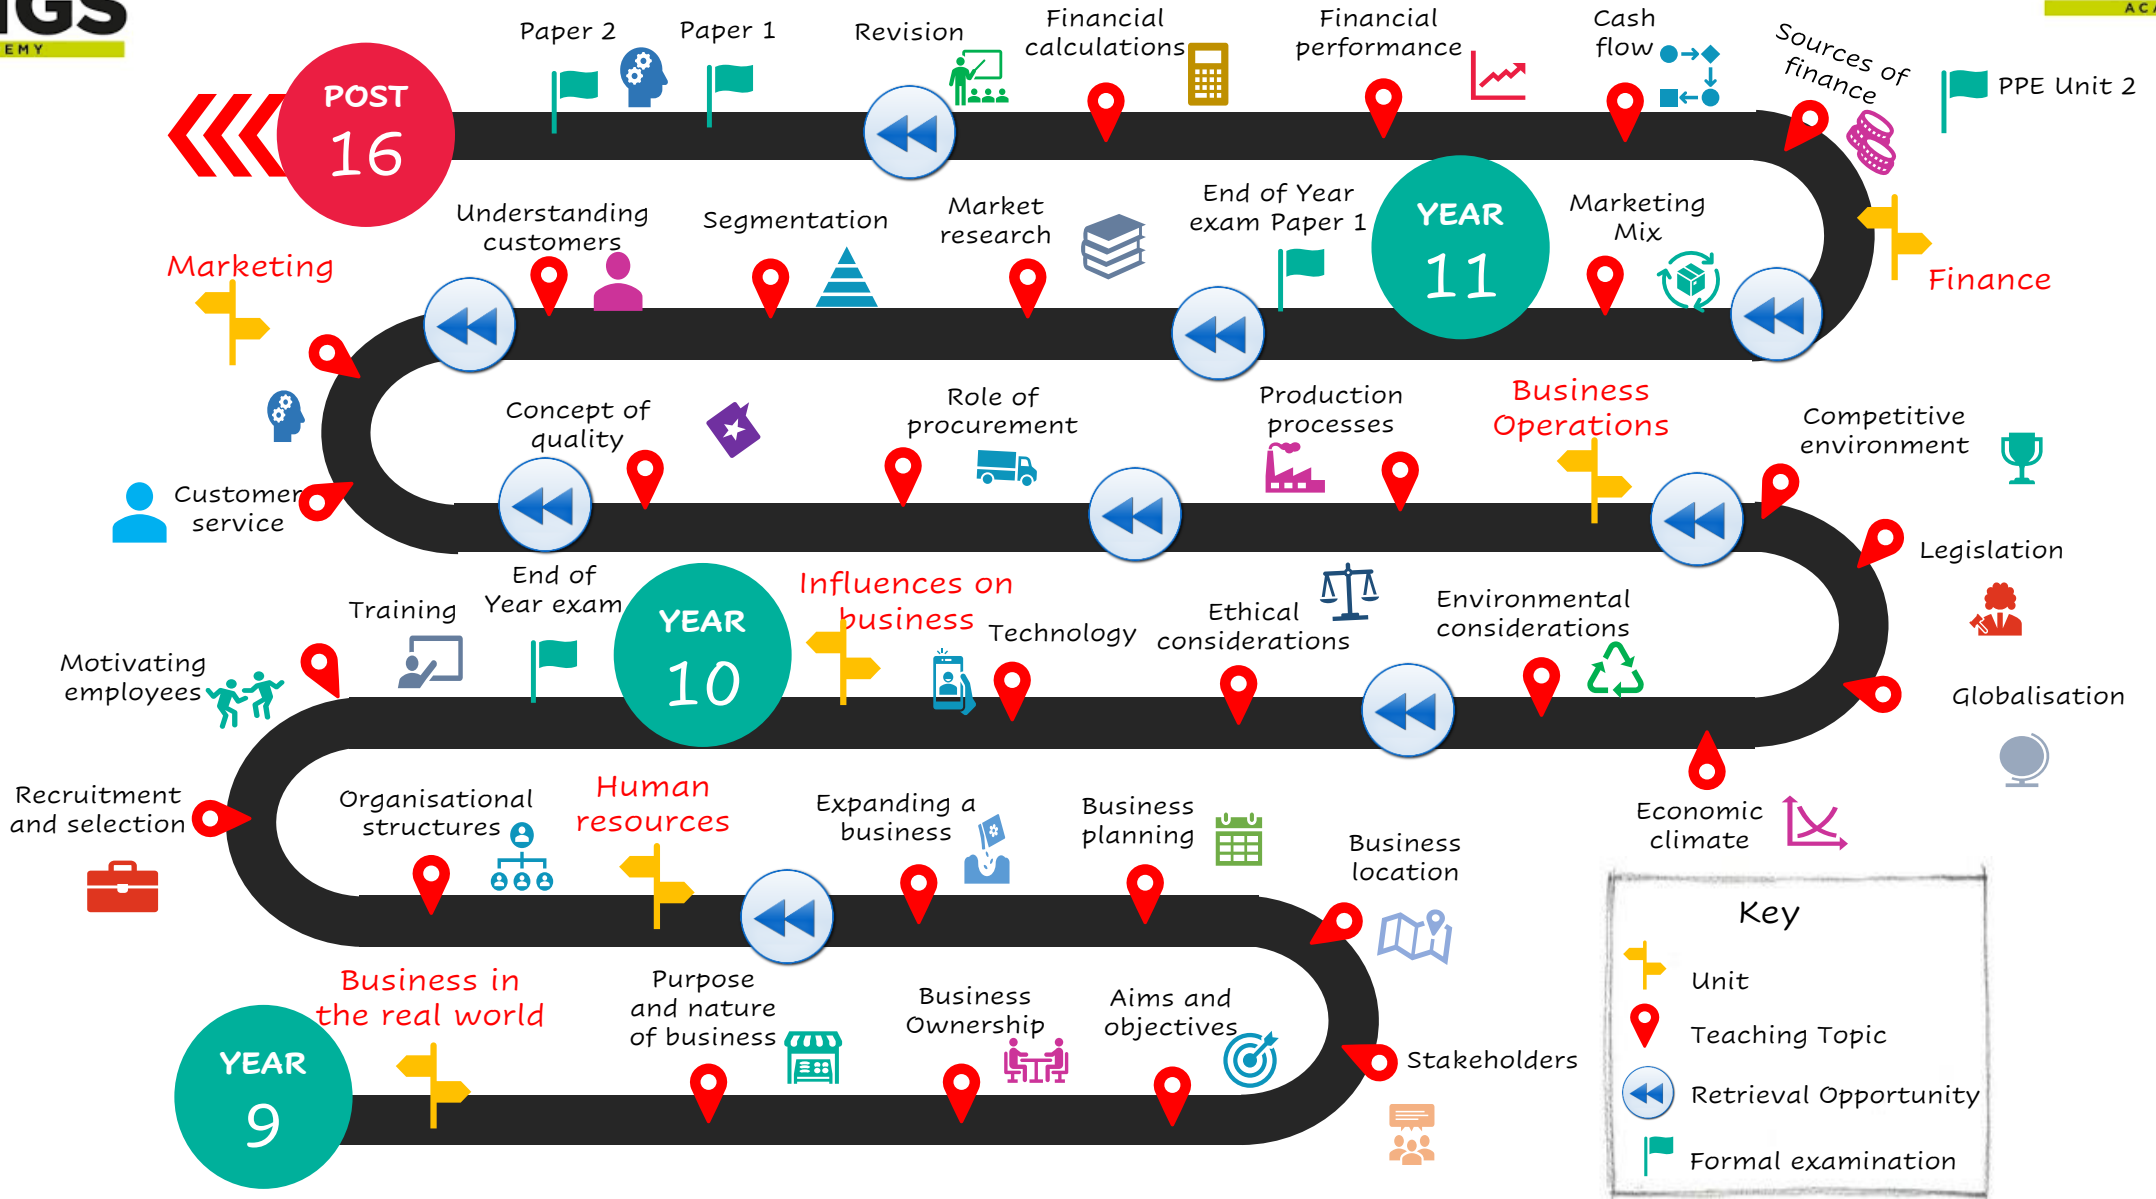 NGS
EMY
ACA
Paper 2
Paper 1
Revision
Financial
calculations
Financial
performance
Cash
flow
Sources of
finance
PPE Unit 2
POST
16
Marketing
Understanding
customers
Segmentation
Market
research
End of Year
exam Paper 1
YEAR
11
Marketing
Mix
Finance
Customer
service
Concept of
quality
Role of
procurement
Production
processes
Business
Operations
Competitive
environment
Legislation
Motivating
employees
Training
End of
Year exam
YEAR
10
Influences on
business
Technology
Ethical
considerations
Environmental
considerations
Globalisation
Recruitment
and selection
Organisational
structures
Human
resources
Expanding a
business
Business
planning
Business
location
Economic
climate
YEAR
9
Business in
the real world
Purpose
and nature
of business
Business
Ownership
Aims and
objectives
Stakeholders
Key
Unit
Teaching Topic
Retrieval Opportunity
Formal examination